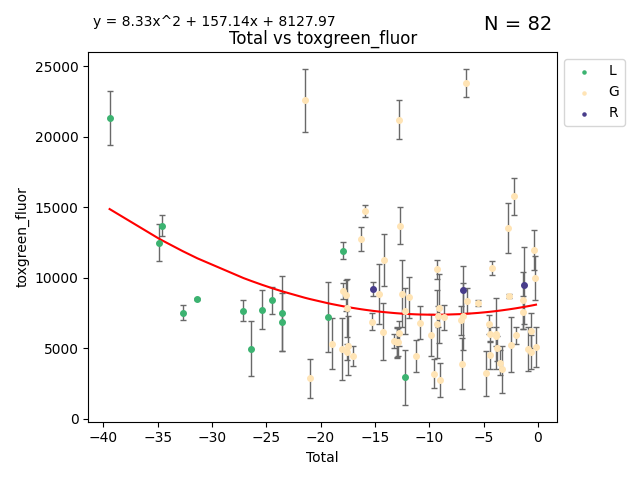 y = 8.33x^2 + 157.14x + 8127.97
N = 82
Total vs toxgreen_fluor
25000
20000
15000
10000
5000
0
toxgreen_fluor
−40
−35
−30
−25
−20
−15
−10
−5
0
Total
L
G
R